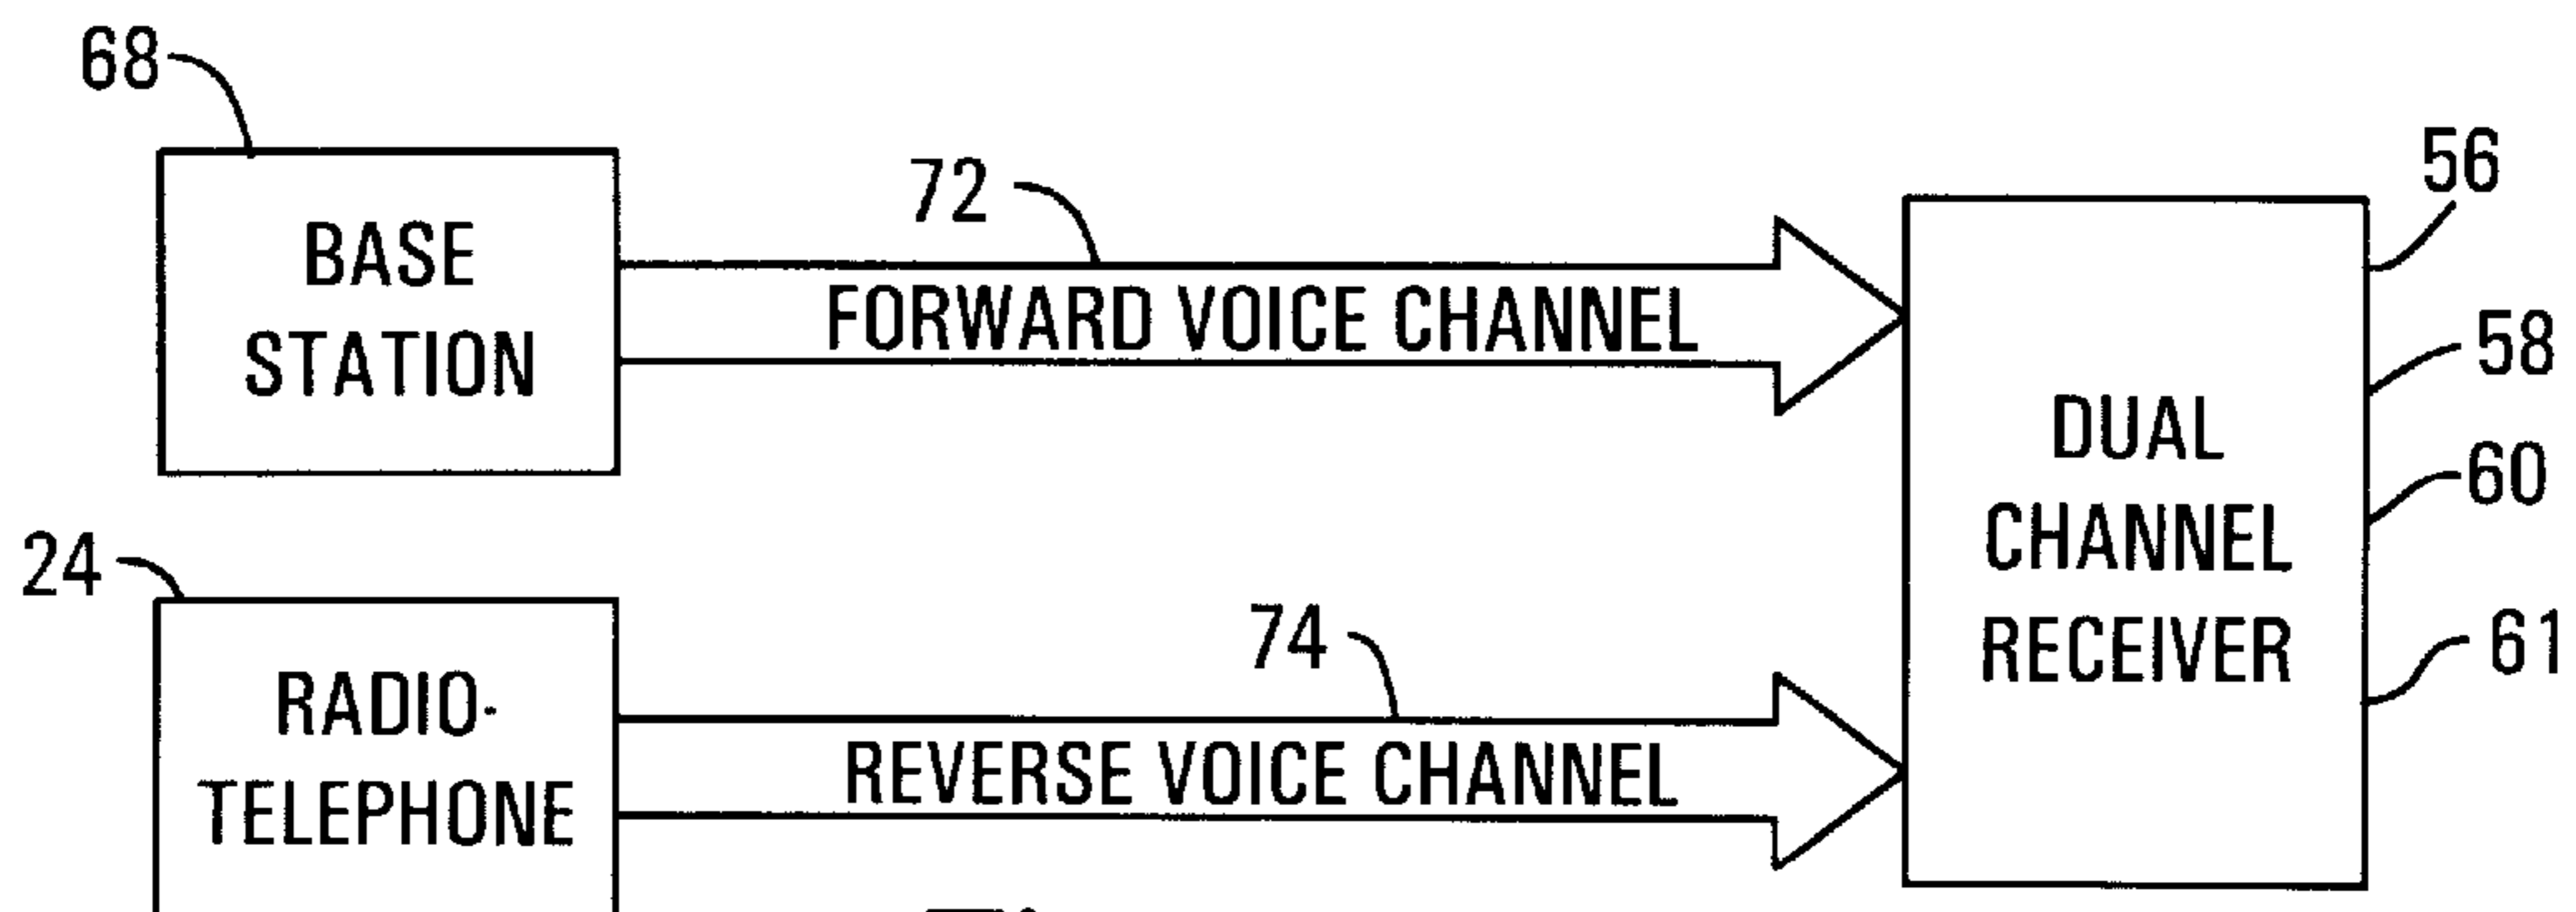 68
BASE
STATION
72
FORWARD VOICE CHANNEL
56
58
60
61
DUAL
CHANNEL
RECEIVER
24
RADIO-
TELEPHONE
74
REVERSE VOICE CHANNEL